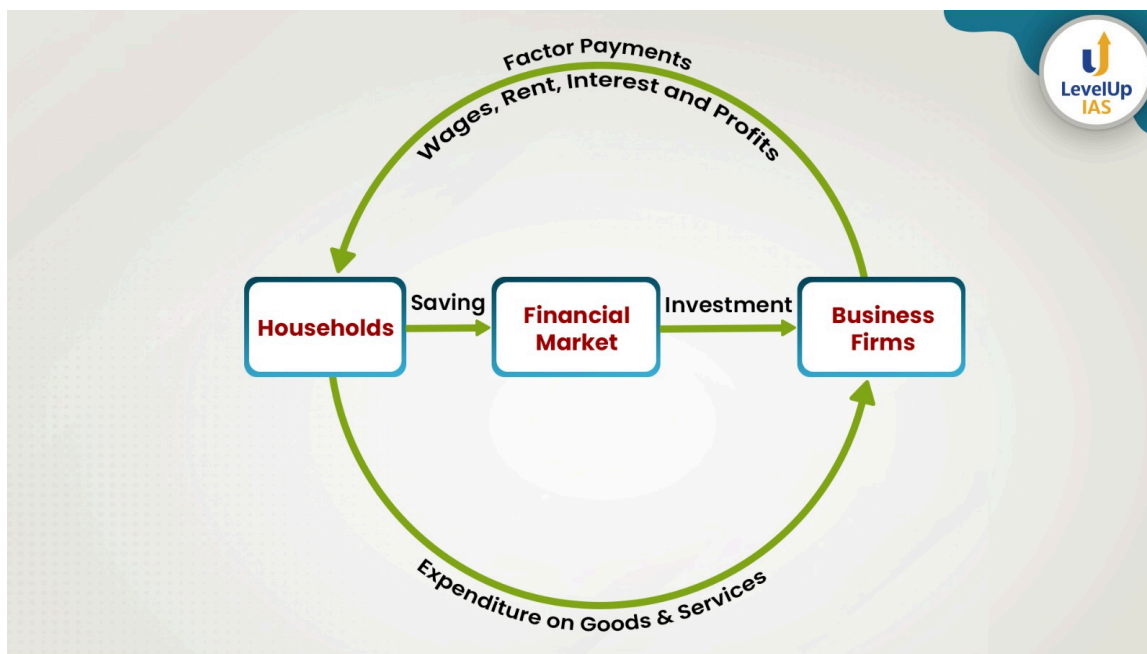 Factor Payments
Wages, Rent, Interest and Profits
LevelUp
IAS
Households
Saving
Financial
Market
Investment
Business
Firms
Expenditure on Goods & Services